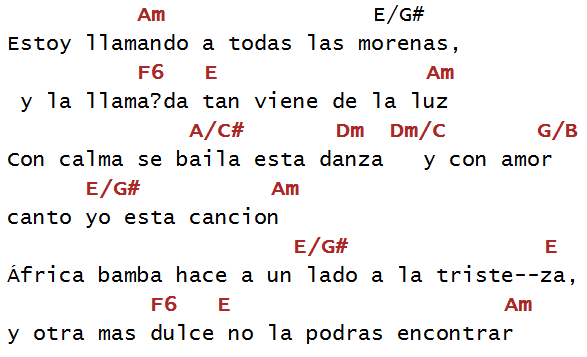 Am E/G#
Estoy llamando a todas las morenas,
F6 E Am
y la llama?da tan viene de la luz
A/C# Dm Dm/C G/B
Con calma se baila esta danza y con amor
E/G# Am
canto yo esta cancion
E/G# E
África bamba hace a un lado a la triste--za,
F6 E Am
y otra mas dulce no la podras encontrar